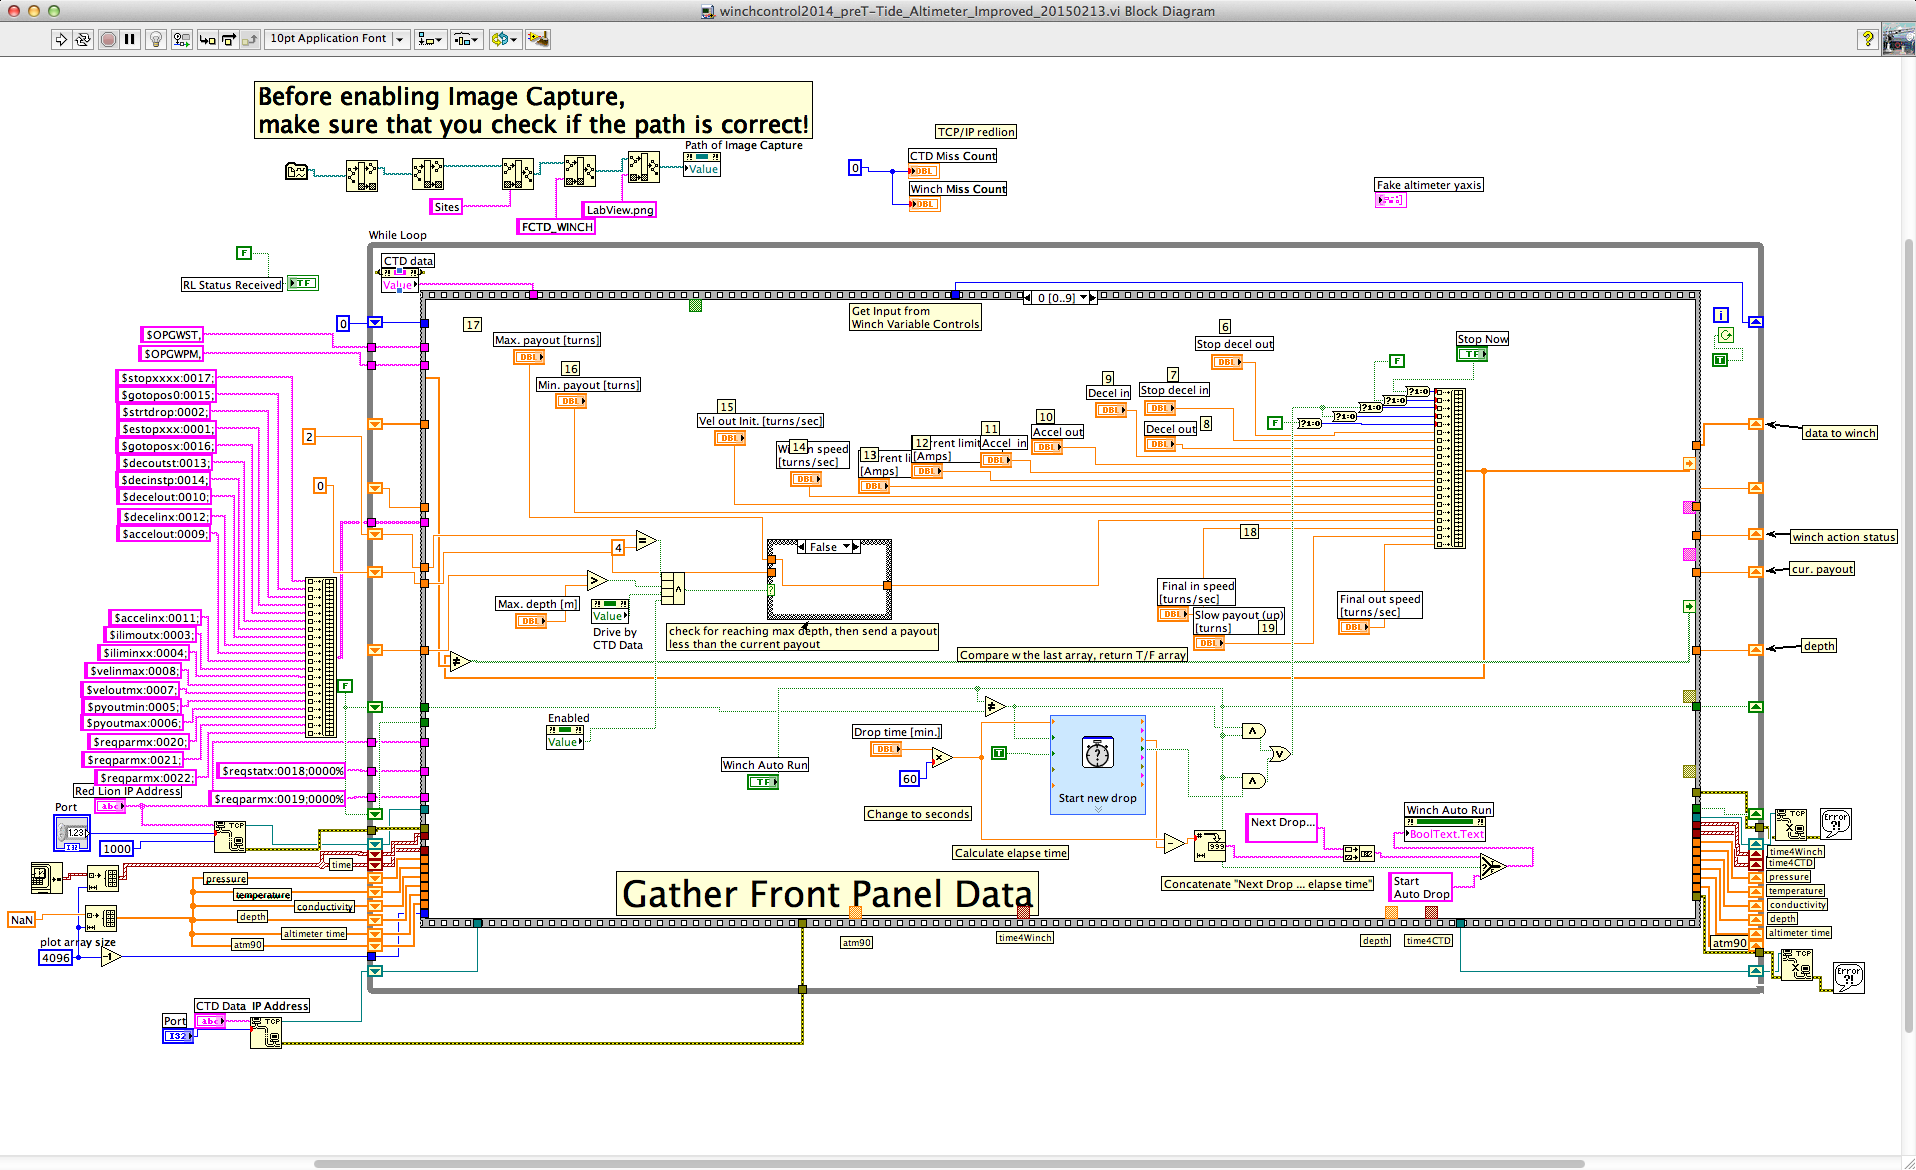 winchcontrol2014_preT-Tide_Altimeter_Improved_20150213.vi Block Diagram
10pt Application Font
?
Before enabling Image Capture,
make sure that you check if the path is correct!
Path of Image Capture
Value
Sites
FCTD_WINCH
LabView.png
TCP/IP redlion
0
CTD Miss Count
DBL
Winch Miss Count
DBL
Fake altimeter yaxis
While Loop
F
RL Status Received
TF
CTD data
Value
0 [0..9]
Get Input from
Winch Variable Controls
0
$OPGWST,
$OPGWPM,
$stopxxxx:0017;
$gotopos0:0015;
$strtdrop:0002;
$estopxxx:0001;
$gotoposx:0016;
$decoutst:0013;
$decinstp:0014;
$decelout:0010;
$decelinx:0012;
$accelout:0009;
$accelinx:0011;
$ilimoutx:0003;
$iliminxx:0004;
$velinmax:0008;
$veloutmx:0007;
$pyoutmin:0005;
$pyoutmax:0006;
$reqparmx:0020;
$reqparmx:0021;
$reqparmx:0022;
$reqstatx:0018;0000%
$reqparmx:0019;0000%
2
0
F
17
Max. payout [turns]
DBL
16
Min. payout [turns]
DBL
15
Vel out Init. [turns/sec]
DBL
14
n speed
[turns/sec]
DBL
13
rent li
[Amps]
DBL
12
rrent limit
[Amps]
DBL
11
Accel in
DBL
10
Accel out
DBL
9
Decel in
DBL
7
Stop decel in
DBL
8
Decel out
DBL
6
Stop decel out
DBL
F
F
?1:0
?1:0
?1:0
?1:0
Stop Now
TF
i
T
data to winch
winch action status
cur. payout
depth
4
=
>
Max. depth [m]
DBL
Value
Drive by
CTD Data
False
check for reaching max depth, then send a payout
less than the current payout
18
Final in speed
[turns/sec]
DBL
Slow payout (up)
[turns]
19
DBL
Final out speed
[turns/sec]
DBL
Compare w the last array, return T/F array
≠
≠
Enabled
Value
Winch Auto Run
TF
Drop time [min.]
DBL
60
x
Change to seconds
T
Start new drop
Calculate elapse time
Next Drop...
Concatenate "Next Drop ... elapse time"
Winch Auto Run
BoolText.Text
Start
Auto Drop
Gather Front Panel Data
Red Lion IP Address
abc
Port
1.23
I32
1000
TCP
time
pressure
temperature
conductivity
depth
altimeter time
atm90
NaN
plot array size
4096
-1
atm90
time4Winch
depth
time4CTD
CTD Data IP Address
abc
Port
I32
TCP
TCP
Error
?!
time4Winch
time4CTD
pressure
temperature
conductivity
depth
altimeter time
atm90
TCP
Error
?!